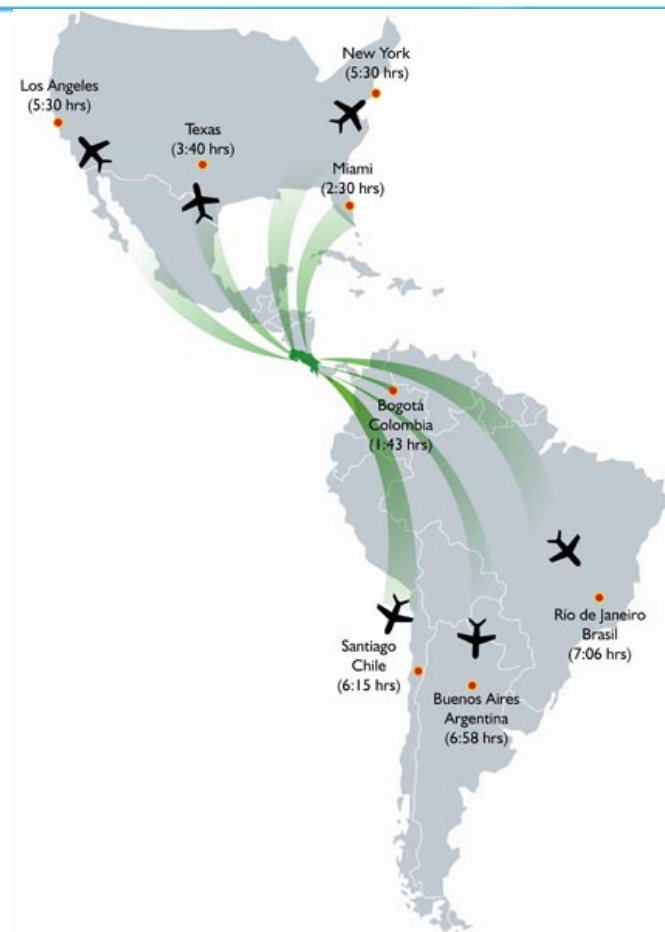 New York
(5:30 hrs)
Los Angeles
(5:30 hrs)
Texas
(3:40 hrs)
Miami
(2:30 hrs)
Bogotá
Colombia
(1:43 hrs)
Río de Janeiro
Brasil
(7:06 hrs)
Santiago
Chile
(6:15 hrs)
Buenos Aires
Argentina
(6:58 hrs)